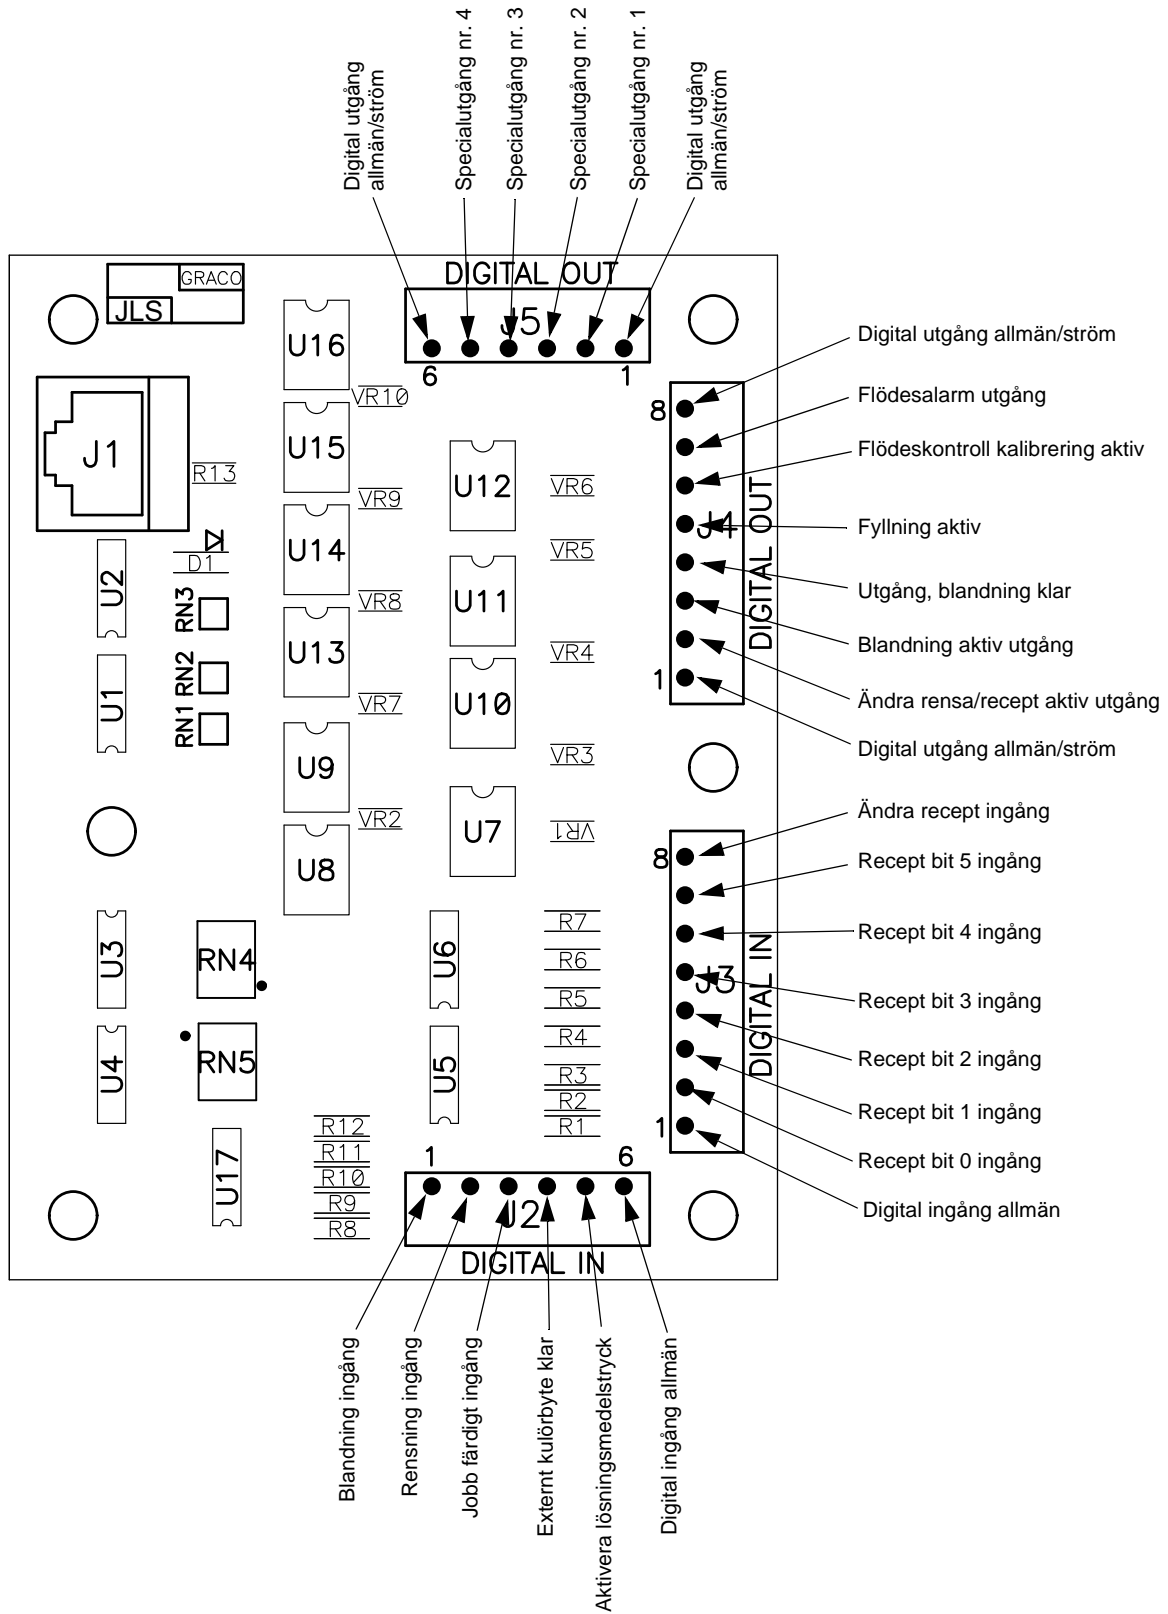 Digital utgång
allmän/ström
Specialutgång nr. 4
Specialutgång nr. 3
Specialutgång nr. 2
Specialutgång nr. 1
Digital utgång
allmän/ström
GRACO
JLS
DIGITAL OUT
J5
6
1
U16
VR10
J1
R13
U15
VR9
U12
VR6
U14
VR5
D1
U2
RN3
VR8
U11
U13
VR4
RN2
U1
RN1
VR7
U10
U9
VR3
VR2
U7
VR1
U8
8
J4
DIGITAL OUT
1
Digital utgång allmän/ström
Flödesalarm utgång
Flödeskontroll kalibrering aktiv
Fyllning aktiv
Utgång, blandning klar
Blandning aktiv utgång
Ändra rensa/recept aktiv utgång
Digital utgång allmän/ström
8
J3
DIGITAL IN
1
Ändra recept ingång
Recept bit 5 ingång
Recept bit 4 ingång
Recept bit 3 ingång
Recept bit 2 ingång
Recept bit 1 ingång
Recept bit 0 ingång
Digital ingång allmän
U3
RN4
U6
R7
R6
R5
U4
RN5
U5
R4
R3
R2
R1
U17
R12
R11
R10
R9
R8
1
6
J2
DIGITAL IN
Blandning ingång
Rensning ingång
Jobb färdigt ingång
Externt kulörbyte klar
Aktivera lösningsmedelstryck
Digital ingång allmän